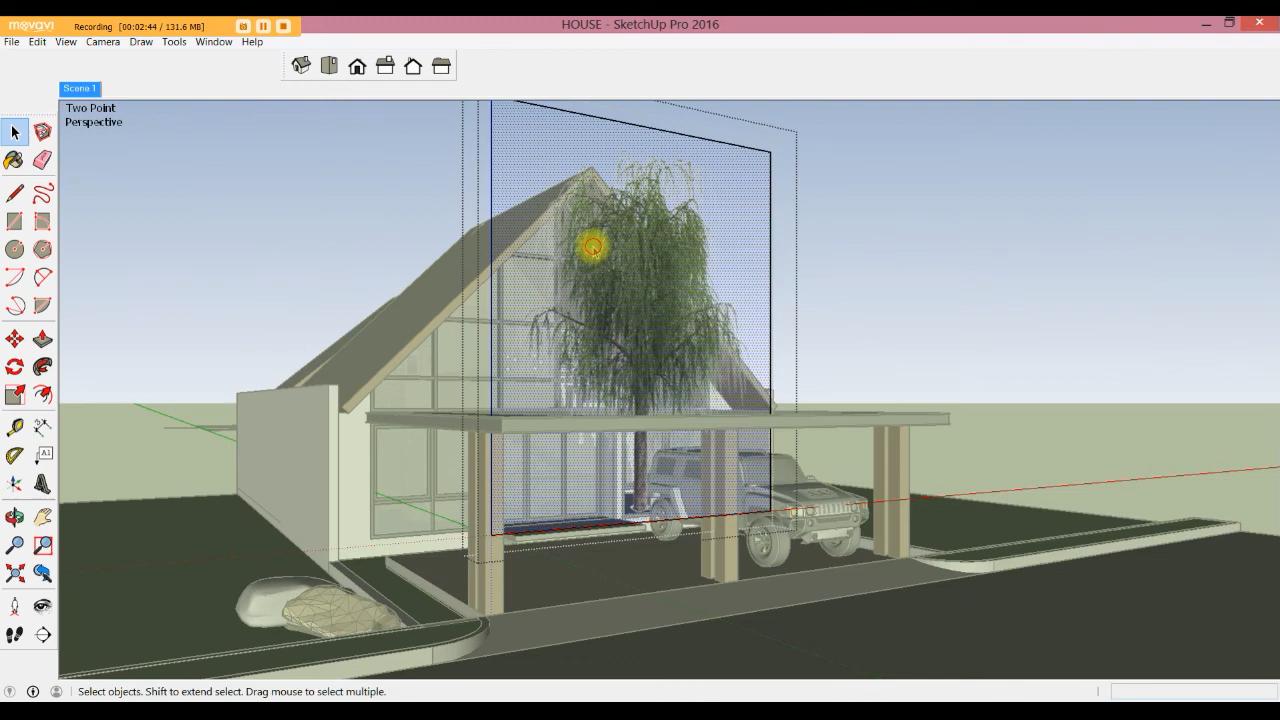 movavi
Recording [00:02:44 / 131.6 MB]
HOUSE - SketchUp Pro 2016
File Edit View Camera Draw Tools Window Help
Scene 1
Two Point
Perspective
A1
Select objects. Shift to extend select. Drag mouse to select multiple.